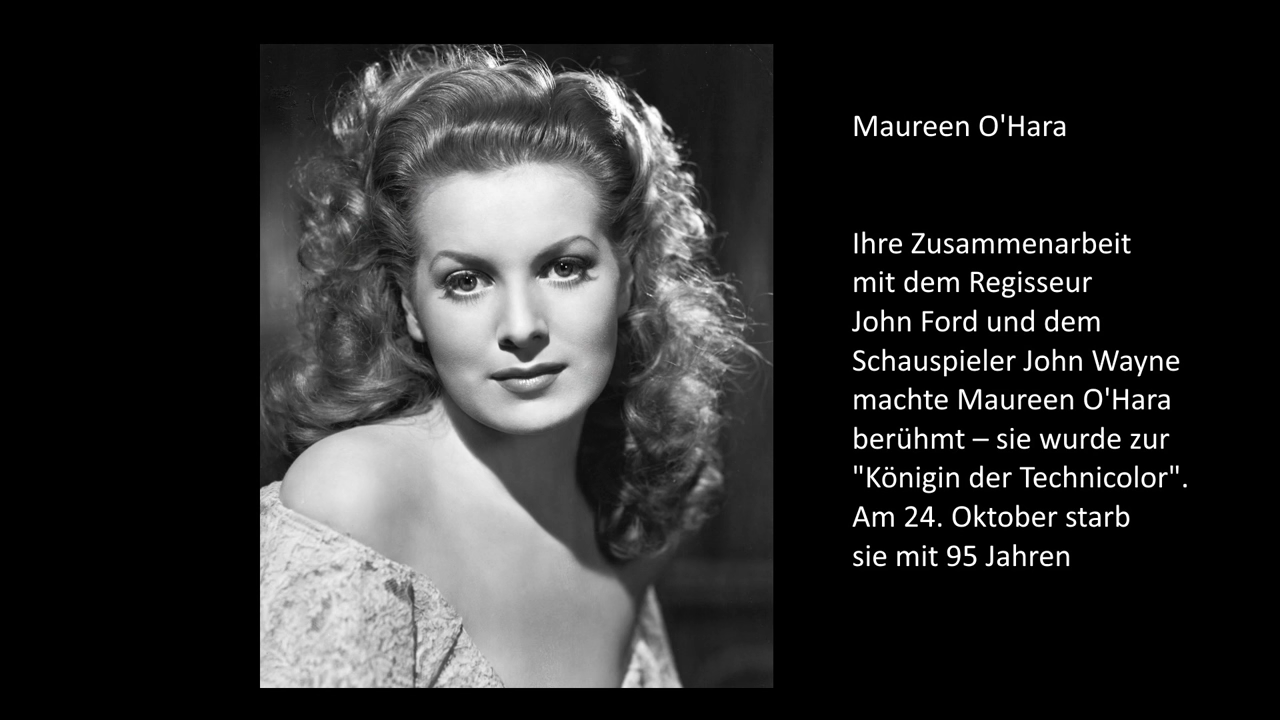 Maureen O'Hara
Ihre Zusammenarbeit
mit dem Regisseur
John Ford und dem
Schauspieler John Wayne
machte Maureen O'Hara
berühmt – sie wurde zur
"Königin der Technicolor".
Am 24. Oktober starb
sie mit 95 Jahren